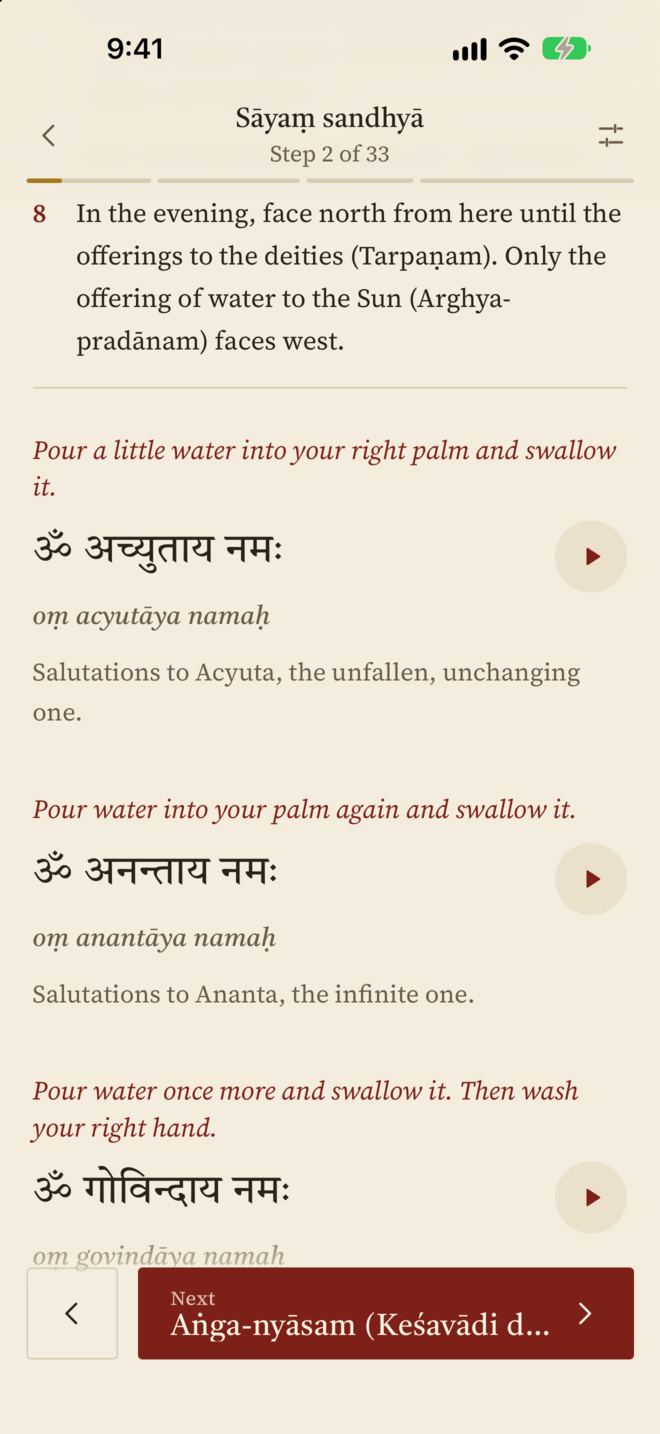 9:41
Sāyaṃ sandhyā
Step 2 of 33
8 In the evening, face north from here until the
offerings to the deities (Tarpaṇam). Only the
offering of water to the Sun (Arghya-
pradānam) faces west.
Pour a little water into your right palm and swallow
it.
ॐ अच्युताय नमः
oṃ acyutāya namaḥ
Salutations to Acyuta, the unfallen, unchanging
one.
Pour water into your palm again and swallow it.
ॐ अनन्ताय नमः
oṃ anantāya namaḥ
Salutations to Ananta, the infinite one.
Pour water once more and swallow it. Then wash
your right hand.
ॐ गोविन्दाय नमः
oṃ govindāya namaḥ
Next
Aṅga-nyāsam (Keśavādi d...